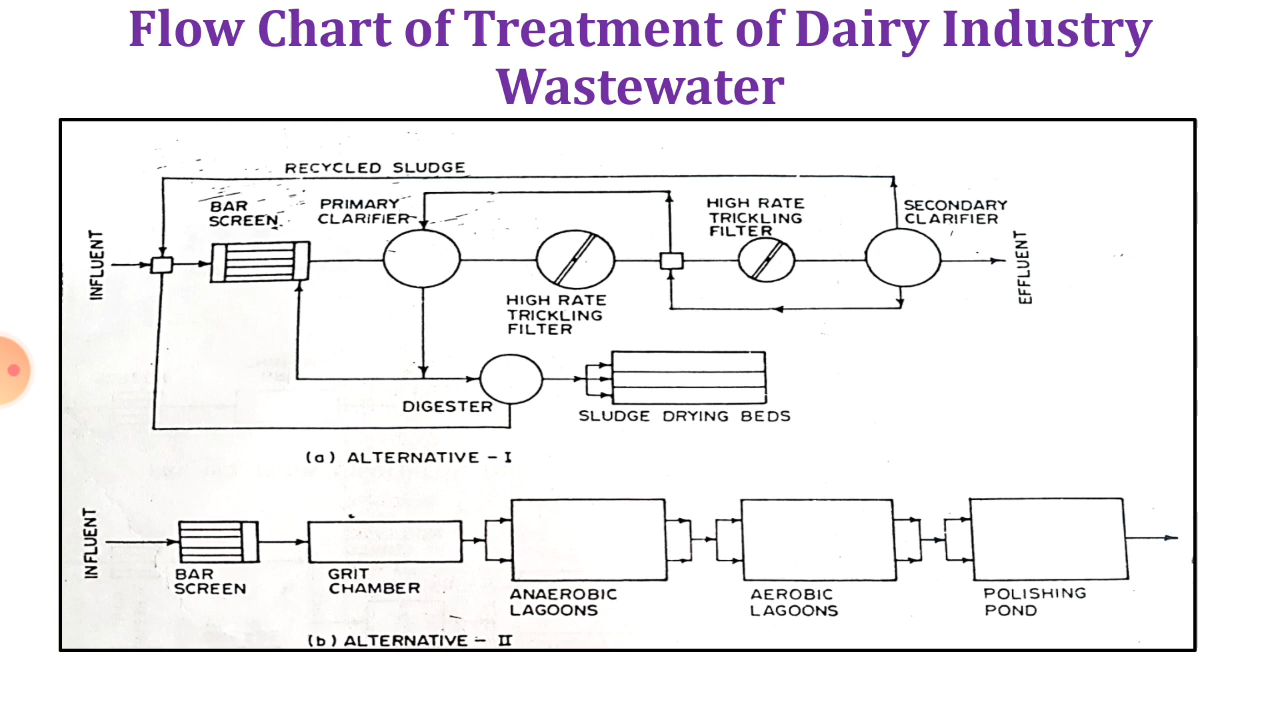 Flow Chart of Treatment of Dairy Industry
Wastewater
RECYCLED SLUDGE
BAR
SCREEN
PRIMARY
CLARIFIER
HIGH RATE
TRICKLING
FILTER
SECONDARY
CLARIFIER
INFLUENT
EFFLUENT
HIGH RATE
TRICKLING
FILTER
DIGESTER
SLUDGE DRYING BEDS
(a) ALTERNATIVE - I
INFLUENT
BAR
SCREEN
GRIT
CHAMBER
ANAEROBIC
LAGOONS
AEROBIC
LAGOONS
POLISHING
POND
(b) ALTERNATIVE - II